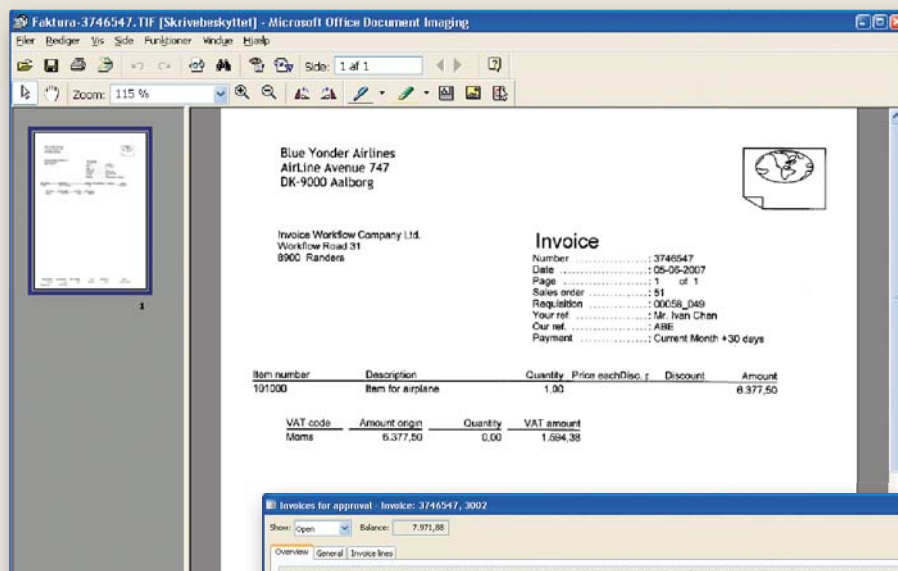 Faktura-3746547.TIF [Skrivebeskyttet] - Microsoft Office Document Imaging
Filer Rediger Vis Side Funktioner Vindue Hjælp
Side: 1 af 1
Zoom: 115 %
Blue Yonder Airlines
AirLine Avenue 747
DK-9000 Aalborg
Invoice Workflow Company Ltd.
Workflow Road 31
8900 Randers
Invoice
Number ..................: 3746547
Date ......................: 05-06-2007
Page ......................: 1 of 1
Sales order ..............: 51
Requisition ..............: 00058_049
Your ref. .................: Mr. Ivan Chan
Our ref. ..................: ABE
Payment .................: Current Month +30 days
Item number Description Quantity Price eachDisc. p Discount Amount
101000 Item for airplane 1,00 6.377,50
VAT code Amount origin Quantity VAT amount
Moms 6.377,50 0,00 1.594,38
1
Invoices for approval - Invoice: 3746547, 3002
Show: Open Balance: 7.971,88
Overview General Invoice lines